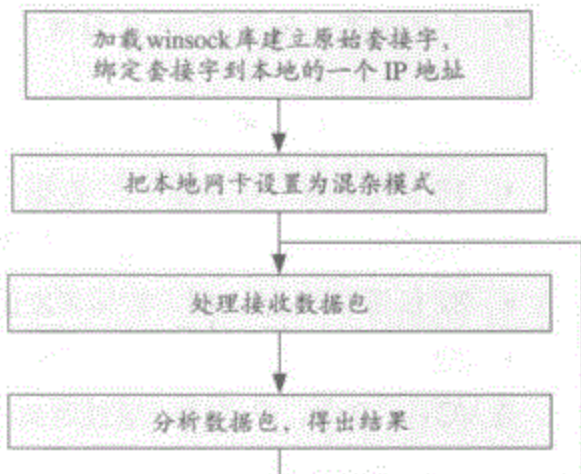 加载winsock库建立原始套接字,
绑定套接字到本地的一个IP地址
把本地网卡设置为混杂模式
处理接收数据包
分析数据包、得出结果